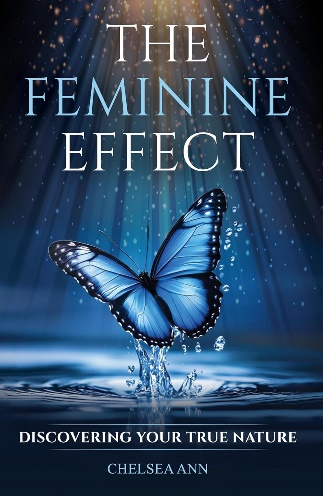 THE
FEMININE
EFFECT
DISCOVERING YOUR TRUE NATURE
CHELSEA ANN